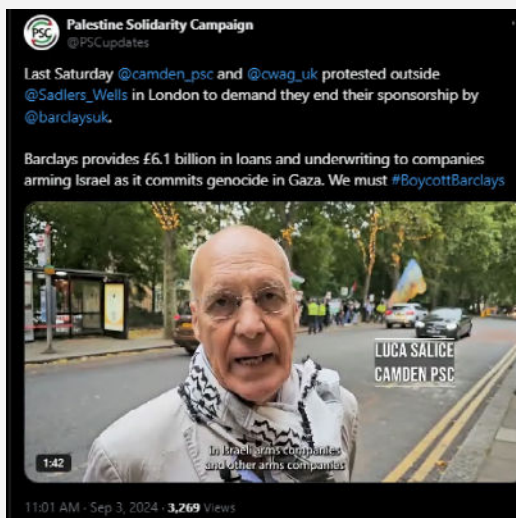 PSC
Palestine Solidarity Campaign
@PSCupdates
Last Saturday @camden_psc and @cwag_uk protested outside
@Sadlers_Wells in London to demand they end their sponsorship by
@barclaysuk.
Barclays provides £6.1 billion in loans and underwriting to companies
arming Israel as it commits genocide in Gaza. We must #BoycottBarclays
LUCA SALICE
CAMDEN PSC
In Israeli arms companies
and other arms companies
1:42
11:01 AM · Sep 3, 2024 · 3,269 Views